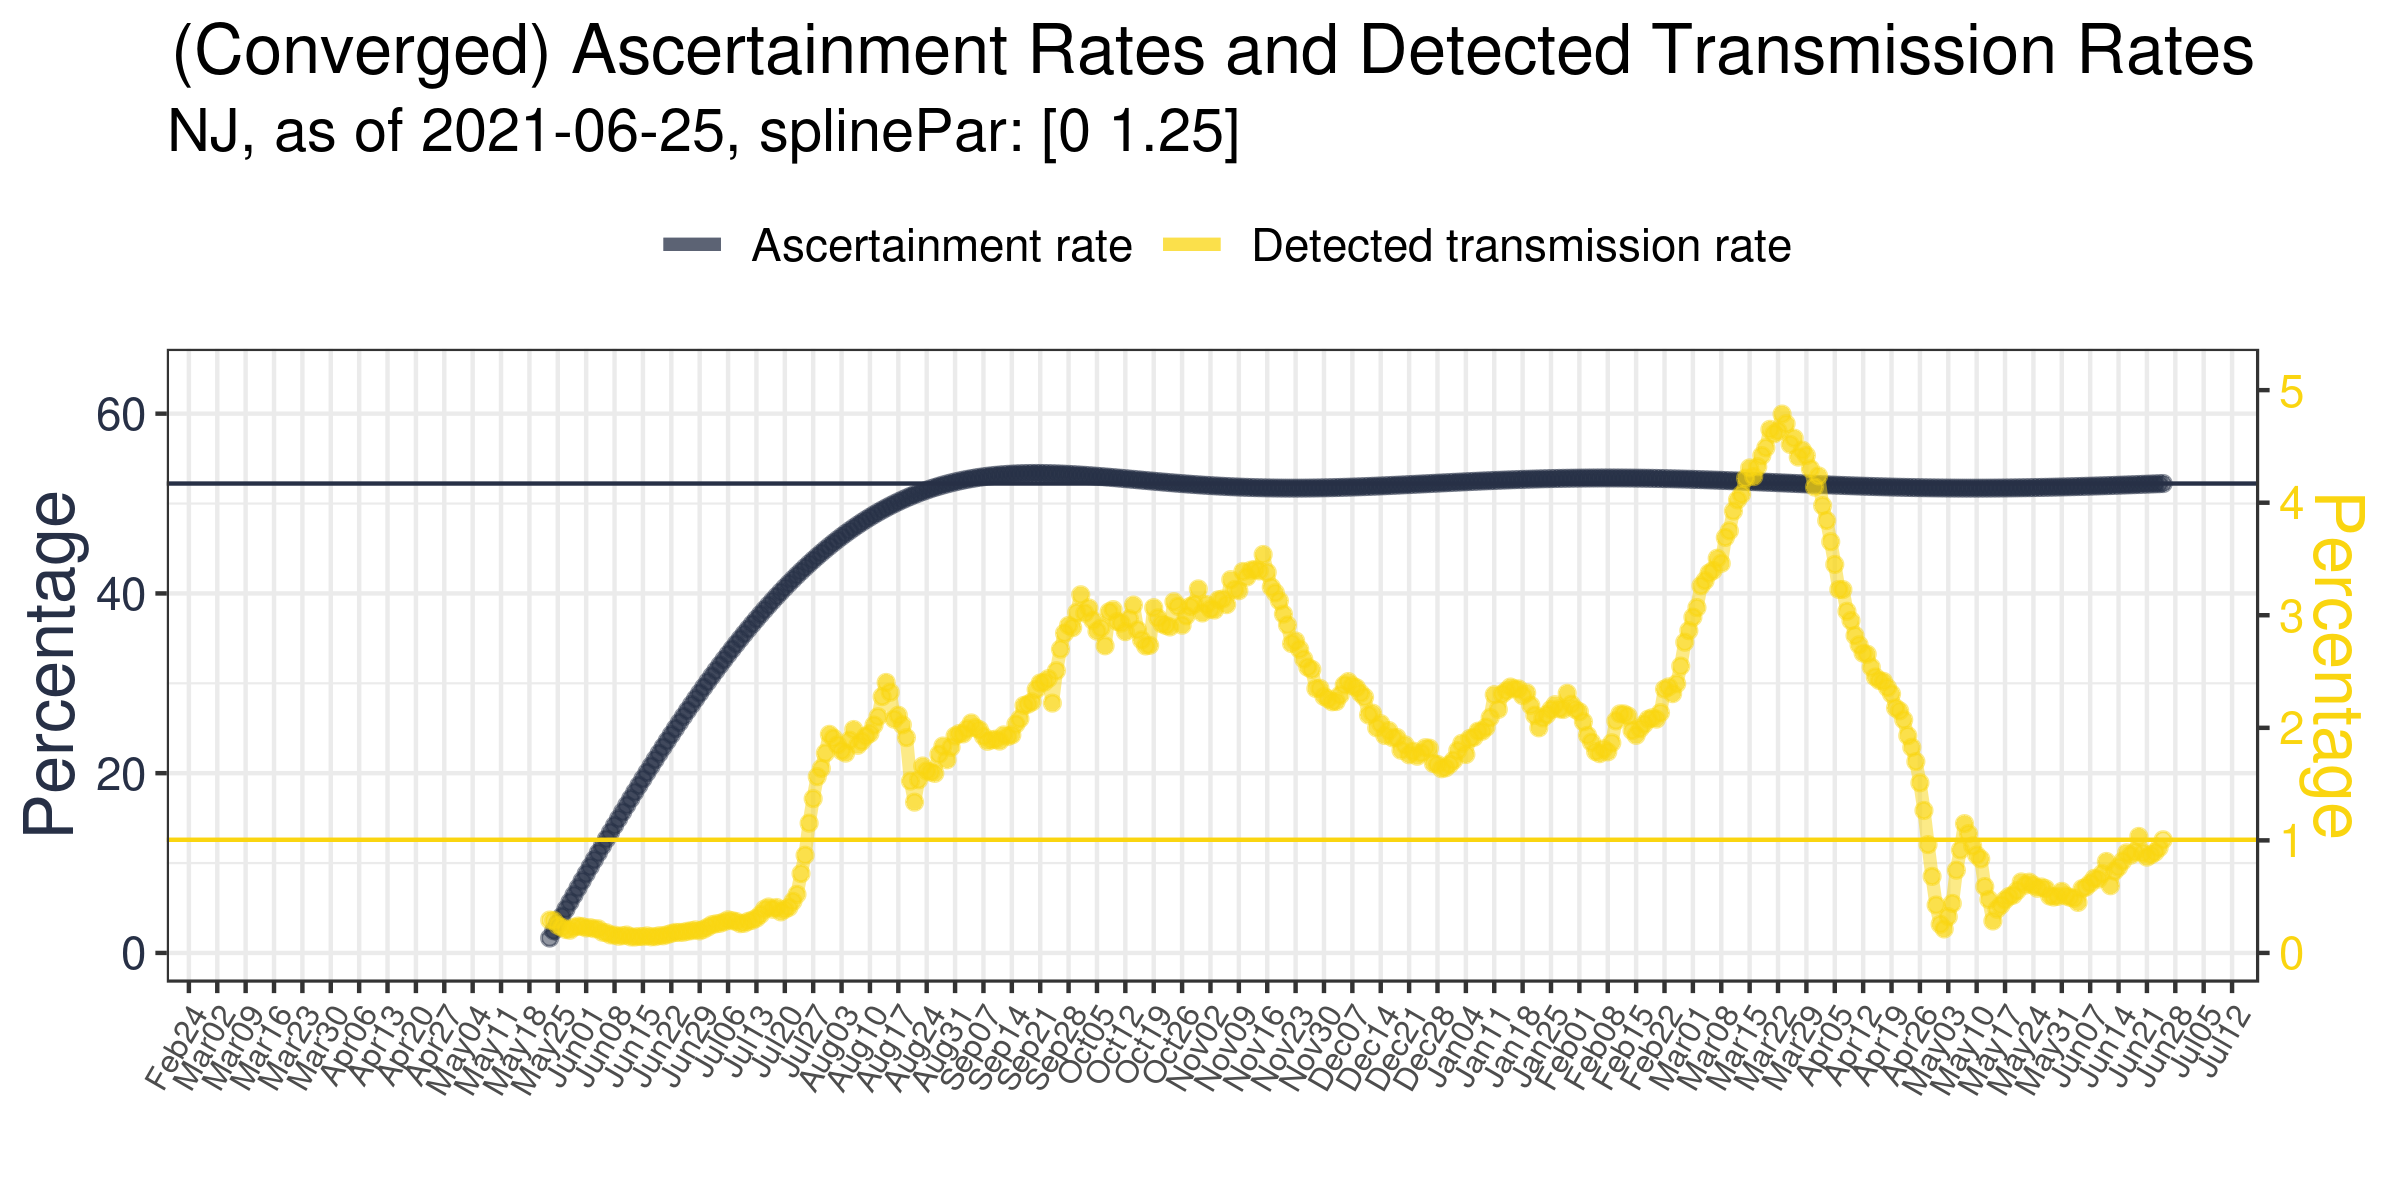 (Converged) Ascertainment Rates and Detected Transmission Rates
NJ, as of 2021-06-25, splinePar: [0 1.25]
Ascertainment rate Detected transmission rate
Percentage
60
40
20
0
5
4
3
2
1
0
Percentage
Feb24 Mar02 Mar09 Mar16 Mar23 Mar30 Apr06 Apr13 Apr20 Apr27 May04 May11 May18 May25 Jun01 Jun08 Jun15 Jun22 Jun29 Jul06 Jul13 Jul20 Jul27 Aug03 Aug10 Aug17 Aug24 Aug31 Sep07 Sep14 Sep21 Sep28 Oct05 Oct12 Oct19 Oct26 Nov02 Nov09 Nov16 Nov23 Nov30 Dec07 Dec14 Dec21 Dec28 Jan04 Jan11 Jan18 Jan25 Feb01 Feb08 Feb15 Feb22 Mar01 Mar08 Mar15 Mar22 Mar29 Apr05 Apr12 Apr19 Apr26 May03 May10 May17 May24 May31 Jun07 Jun14 Jun21 Jun28 Jul05 Jul12